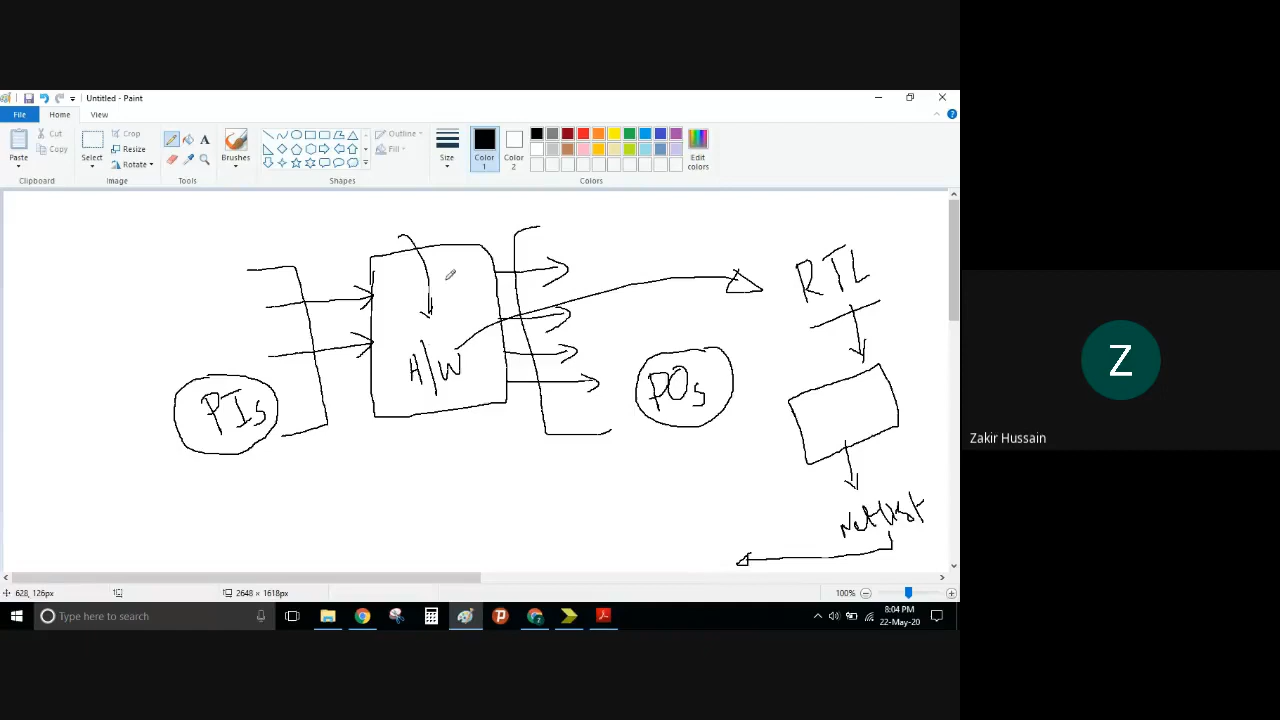 Untitled - Paint
File Home View
Paste
Cut
Copy
Clipboard
Select
Crop
Resize
Rotate
Image
Tools
Brushes
Outline
Fill
Shapes
Size
Color 1
Color 2
Edit colors
Colors
PIs
H/W
POs
RTL
Netlist
628, 126px
2648 × 1618px
100%
Type here to search
8:04 PM
22-May-20
Z
Zakir Hussain